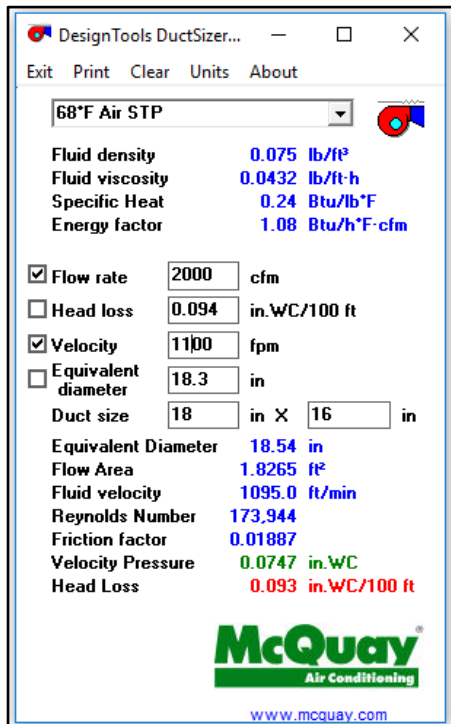 DesignTools DuctSizer...
Exit Print Clear Units About
68*F Air STP
Fluid density 0.075 lb/ft³
Fluid viscosity 0.0432 lb/ft·h
Specific Heat 0.24 Btu/lb*F
Energy factor 1.08 Btu/h*F·cfm
Flow rate 2000 cfm
Head loss 0.094 in.WC/100 ft
Velocity 1100 fpm
Equivalent diameter 18.3 in
Duct size 18 in X 16 in
Equivalent Diameter 18.54 in
Flow Area 1.8265 ft²
Fluid velocity 1095.0 ft/min
Reynolds Number 173,944
Friction factor 0.01887
Velocity Pressure 0.0747 in.WC
Head Loss 0.093 in.WC/100 ft
McQuay®
Air Conditioning
www.mcquay.com